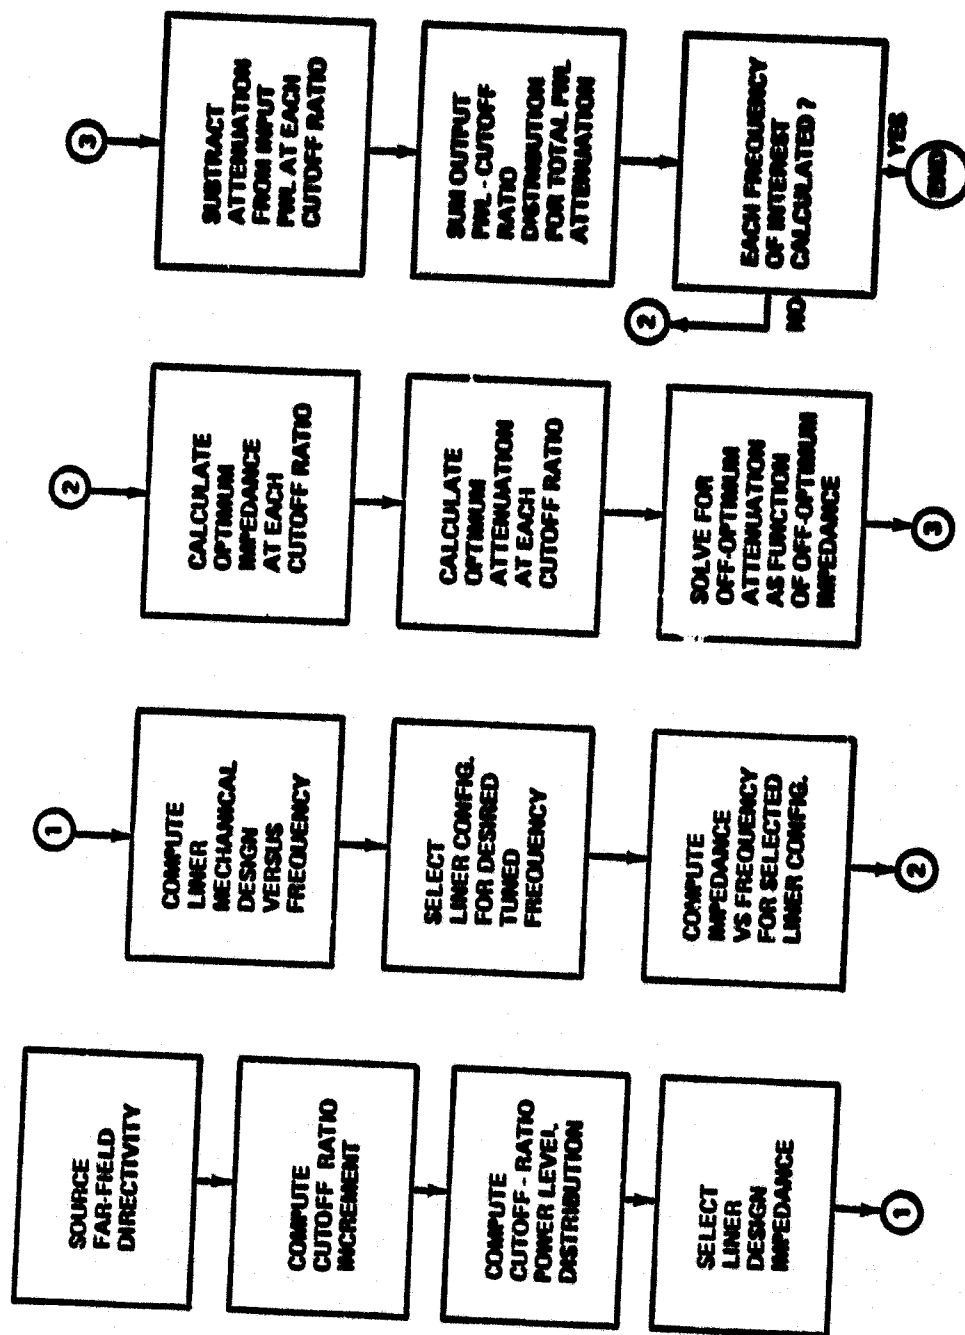 SOURCE
FAR-FIELD
DIRECTIVITY
COMPUTE
CUTOFF RATIO
INCREMENT
COMPUTE
CUTOFF - RATIO
POWER LEVEL
DISTRIBUTION
SELECT
LINER
DESIGN
IMPEDANCE
1
1
COMPUTE
LINER
MECHANICAL
DESIGN
VERSUS
FREQUENCY
SELECT
LINER CONFIG.
FOR DESIRED
TUNED
FREQUENCY
COMPUTE
IMPEDANCE
VS FREQUENCY
FOR SELECTED
LINER CONFIG.
2
2
CALCULATE
OPTIMUM
IMPEDANCE
AT EACH
CUTOFF RATIO
CALCULATE
OPTIMUM
ATTENUATION
AT EACH
CUTOFF RATIO
SOLVE FOR
OFF-OPTIMUM
ATTENUATION
AS FUNCTION
OF OFF-OPTIMUM
IMPEDANCE
3
3
SUBTRACT
ATTENUATION
FROM INPUT
PWL AT EACH
CUTOFF RATIO
SUM OUTPUT
PWL - CUTOFF
RATIO
DISTRIBUTION
FOR TOTAL PWL
ATTENUATION
EACH FREQUENCY
OF INTEREST
CALCULATED ?
NO
2
YES
END